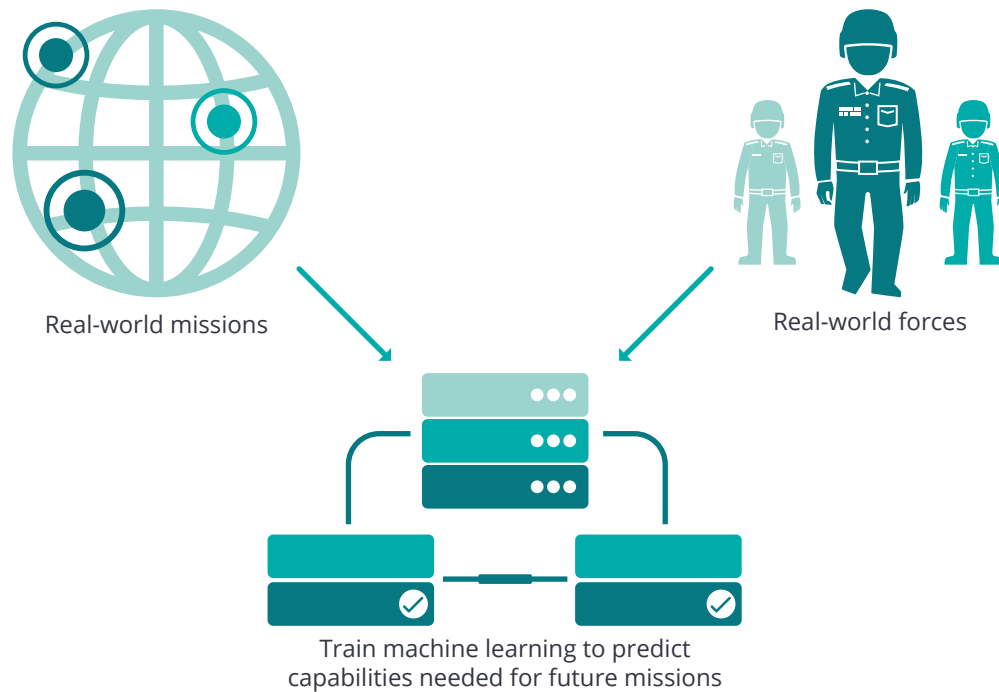 Real-world missions
Real-world forces
Train machine learning to predict
capabilities needed for future missions